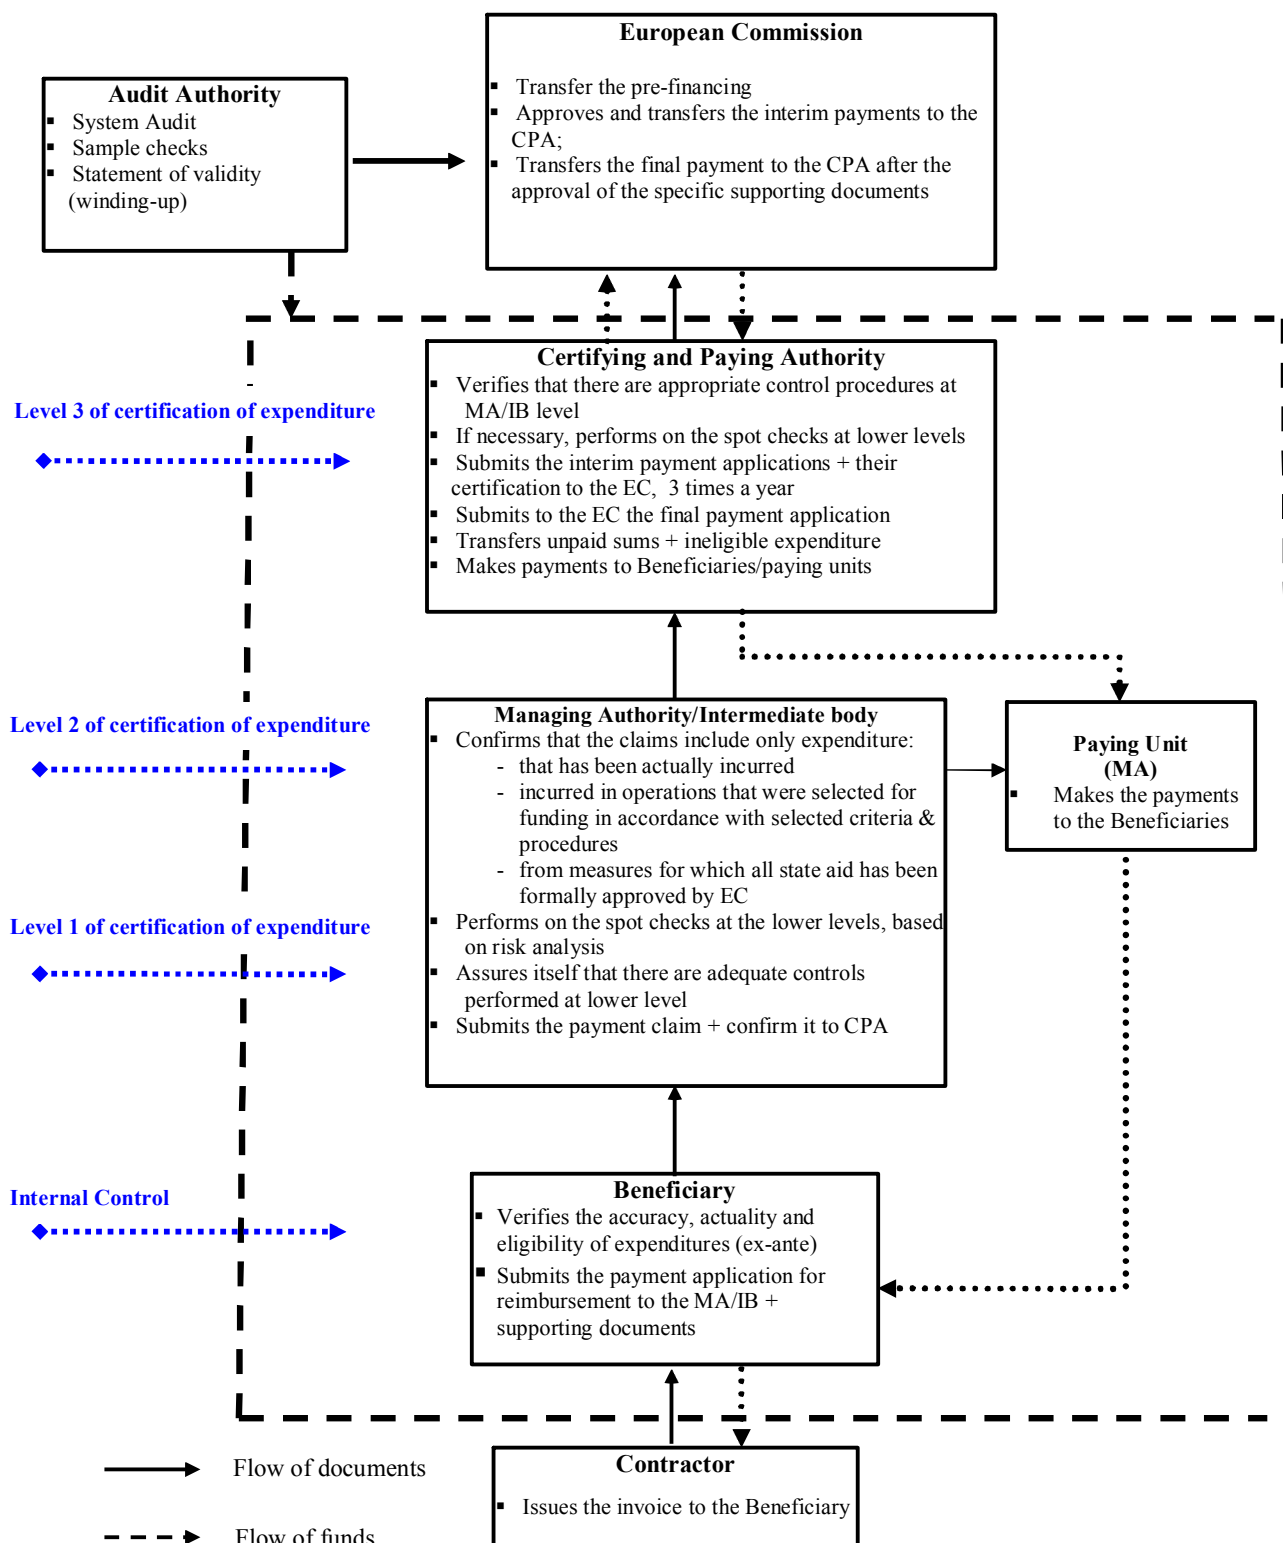 European Commission
▪ Transfer the pre-financing
▪ Approves and transfers the interim payments to the
CPA;
▪ Transfers the final payment to the CPA after the
approval of the specific supporting documents
Audit Authority
▪ System Audit
▪ Sample checks
▪ Statement of validity
(winding-up)
Certifying and Paying Authority
▪ Verifies that there are appropriate control procedures at
MA/IB level
▪ If necessary, performs on the spot checks at lower levels
▪ Submits the interim payment applications + their
certification to the EC, 3 times a year
▪ Submits to the EC the final payment application
▪ Transfers unpaid sums + ineligible expenditure
▪ Makes payments to Beneficiaries/paying units
Level 3 of certification of expenditure
Level 2 of certification of expenditure
Managing Authority/Intermediate body
▪ Confirms that the claims include only expenditure:
- that has been actually incurred
- incurred in operations that were selected for
funding in accordance with selected criteria &
procedures
- from measures for which all state aid has been
formally approved by EC
▪ Performs on the spot checks at the lower levels, based
on risk analysis
▪ Assures itself that there are adequate controls
performed at lower level
▪ Submits the payment claim + confirm it to CPA
Paying Unit
(MA)
▪ Makes the payments
to the Beneficiaries
Level 1 of certification of expenditure
Internal Control
Beneficiary
▪ Verifies the accuracy, actuality and
eligibility of expenditures (ex-ante)
▪ Submits the payment application for
reimbursement to the MA/IB +
supporting documents
Contractor
▪ Issues the invoice to the Beneficiary
Flow of documents
Flow of funds